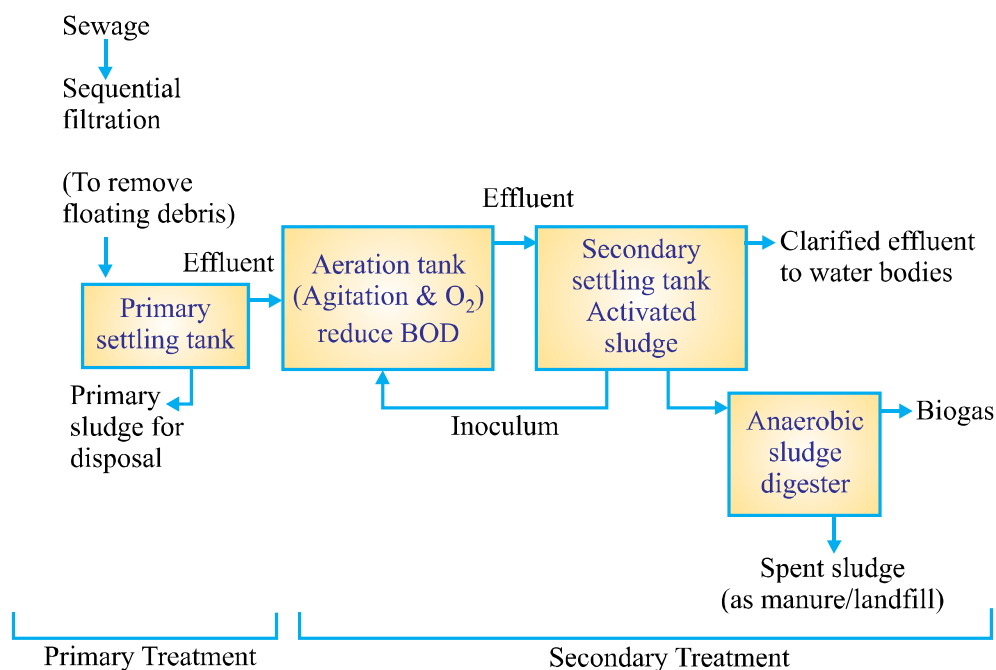 Sewage
Sequential
filtration
(To remove
floating debris)
Primary
settling tank
Primary
sludge for
disposal
Effluent
Aeration tank
(Agitation & O₂)
reduce BOD
Effluent
Secondary
settling tank
Activated
sludge
Clarified effluent
to water bodies
Inoculum
Anaerobic
sludge
digester
Biogas
Spent sludge
(as manure/landfill)
Primary Treatment
Secondary Treatment